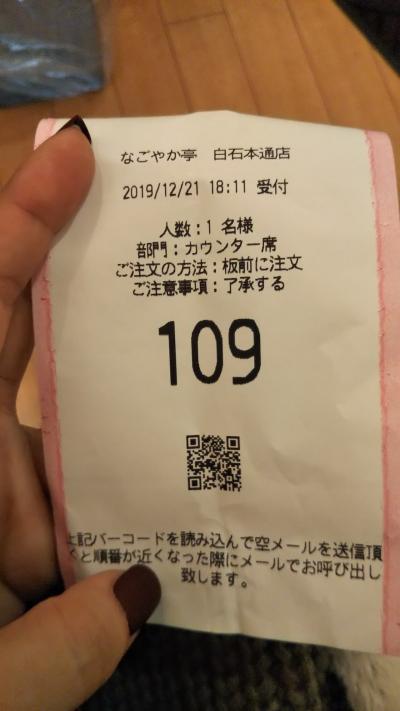 なごやか亭　白石本通店
2019/12/21 18:11 受付
人数：1 名様
部門：カウンター席
ご注文の方法：板前に注文
ご注意事項：了承する
109
上記バーコードを読み込んで空メールを送信頂
くと順番が近くなった際にメールでお呼び出し
致します。